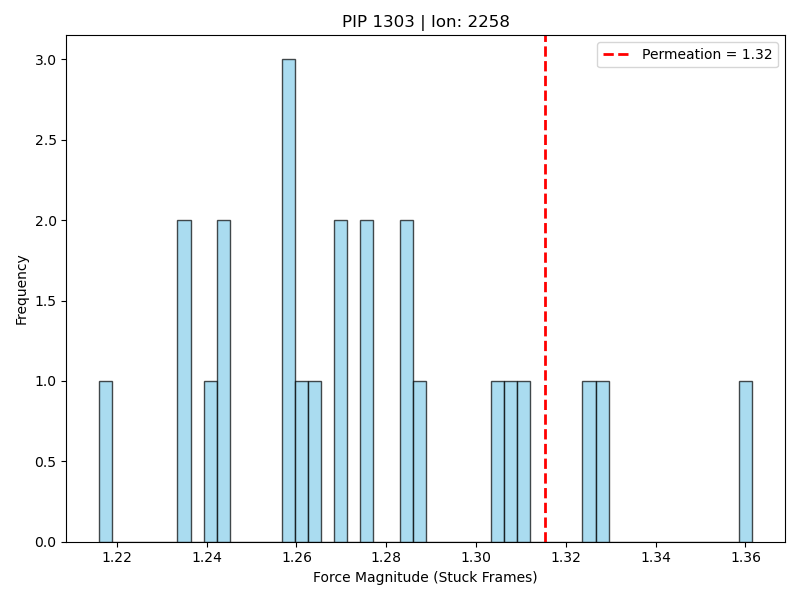 PIP 1303 | Ion: 2258
Permeation = 1.32
3.0
2.5
2.0
1.5
1.0
0.5
0.0
Frequency
1.22 1.24 1.26 1.28 1.30 1.32 1.34 1.36
Force Magnitude (Stuck Frames)